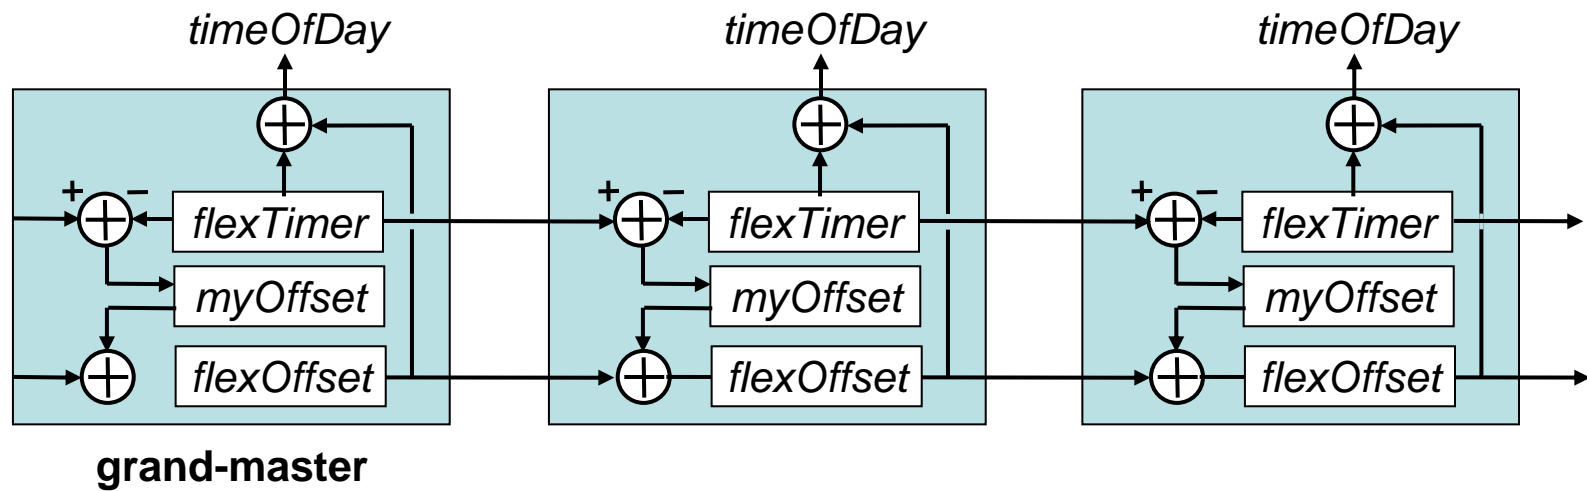 timeOfDay timeOfDay timeOfDay
+ − + − + −
flexTimer flexTimer flexTimer
myOffset myOffset myOffset
flexOffset flexOffset flexOffset
grand-master